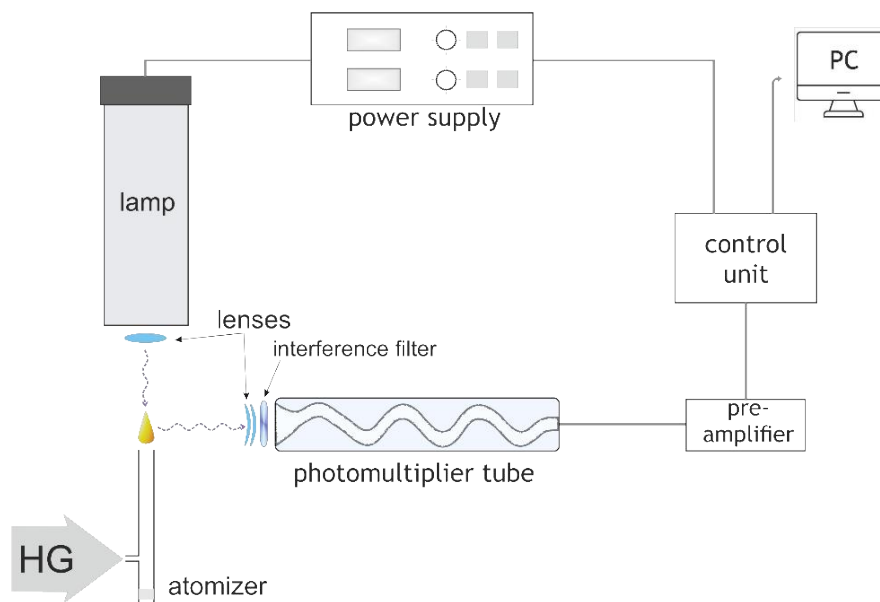 PC
power supply
lamp
control
unit
lenses
interference filter
pre-
amplifier
photomultiplier tube
HG
atomizer